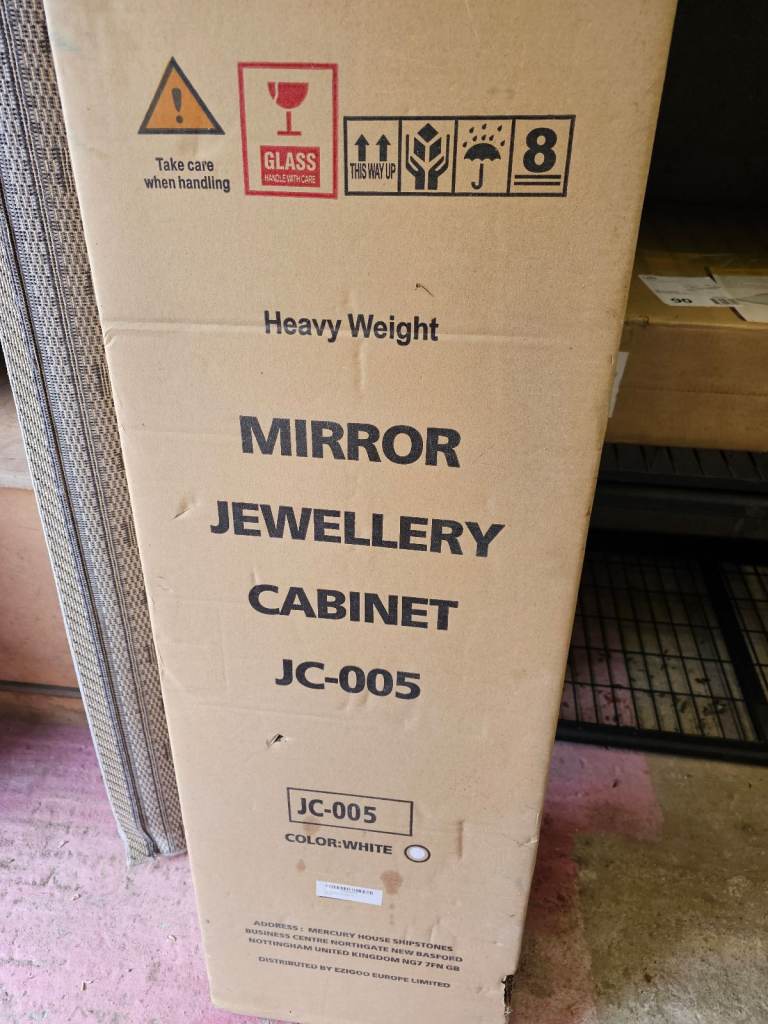 Take care
when handling
GLASS
HANDLE WITH CARE
THIS WAY UP
8
Heavy Weight
MIRROR
JEWELLERY
CABINET
JC-005
JC-005
COLOR:WHITE
ADDRESS : MERCURY HOUSE SHIPSTONES
BUSINESS CENTRE NORTHGATE NEW BASFORD
NOTTINGHAM UNITED KINGDOM NG7 7FN GB
DISTRIBUTED BY EZIGOO EUROPE LIMITED